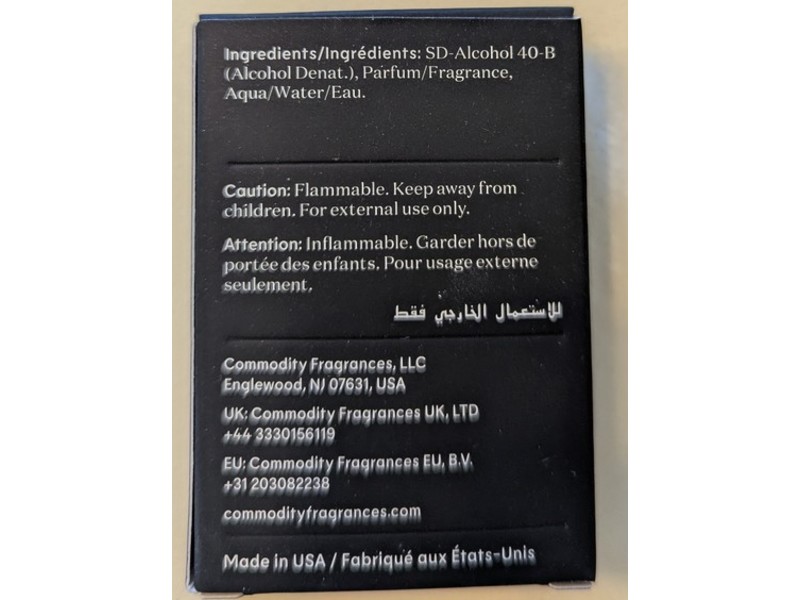 Ingredients/Ingrédients: SD-Alcohol 40-B
(Alcohol Denat.), Parfum/Fragrance,
Aqua/Water/Eau.
Caution: Flammable. Keep away from
children. For external use only.
Attention: Inflammable. Garder hors de
portée des enfants. Pour usage externe
seulement.
للاستعمال الخارجي فقط
Commodity Fragrances, LLC
Englewood, NJ 07631, USA
UK: Commodity Fragrances UK, LTD
+44 3330156119
EU: Commodity Fragrances EU, B.V.
+31 203082238
commodityfragrances.com
Made in USA / Fabriqué aux États-Unis